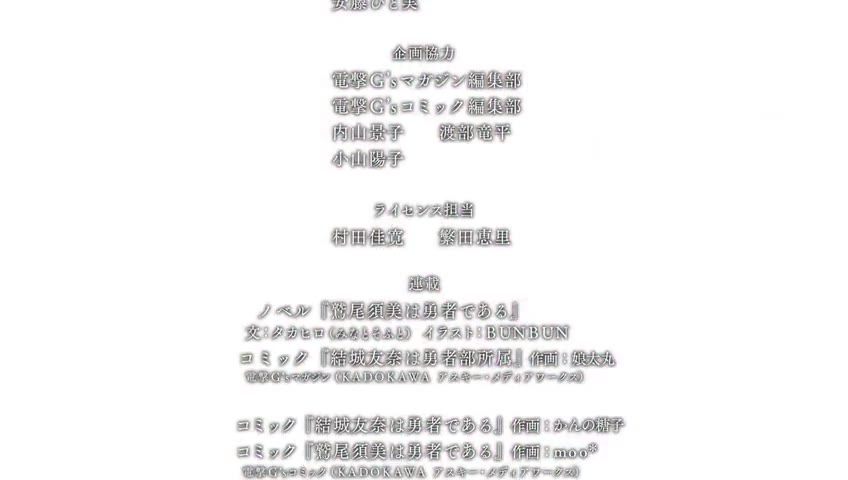 安藤ひと実
企画協力
電撃G'sマガジン編集部
電撃G'sコミック編集部
内山景子　渡部竜平
小山陽子
ライセンス担当
村田佳寛　繁田恵里
連載
ノベル『鷲尾須美は勇者である』
文：タカヒロ（みなとそふと）　イラスト：BUNBUN
コミック『結城友奈は勇者部所属』作画：娘太丸
電撃G'sマガジン（KADOKAWA アスキー・メディアワークス）
コミック『結城友奈は勇者である』作画：かんの糖子
コミック『鷲尾須美は勇者である』作画：moo*
電撃G'sコミック（KADOKAWA アスキー・メディアワークス）